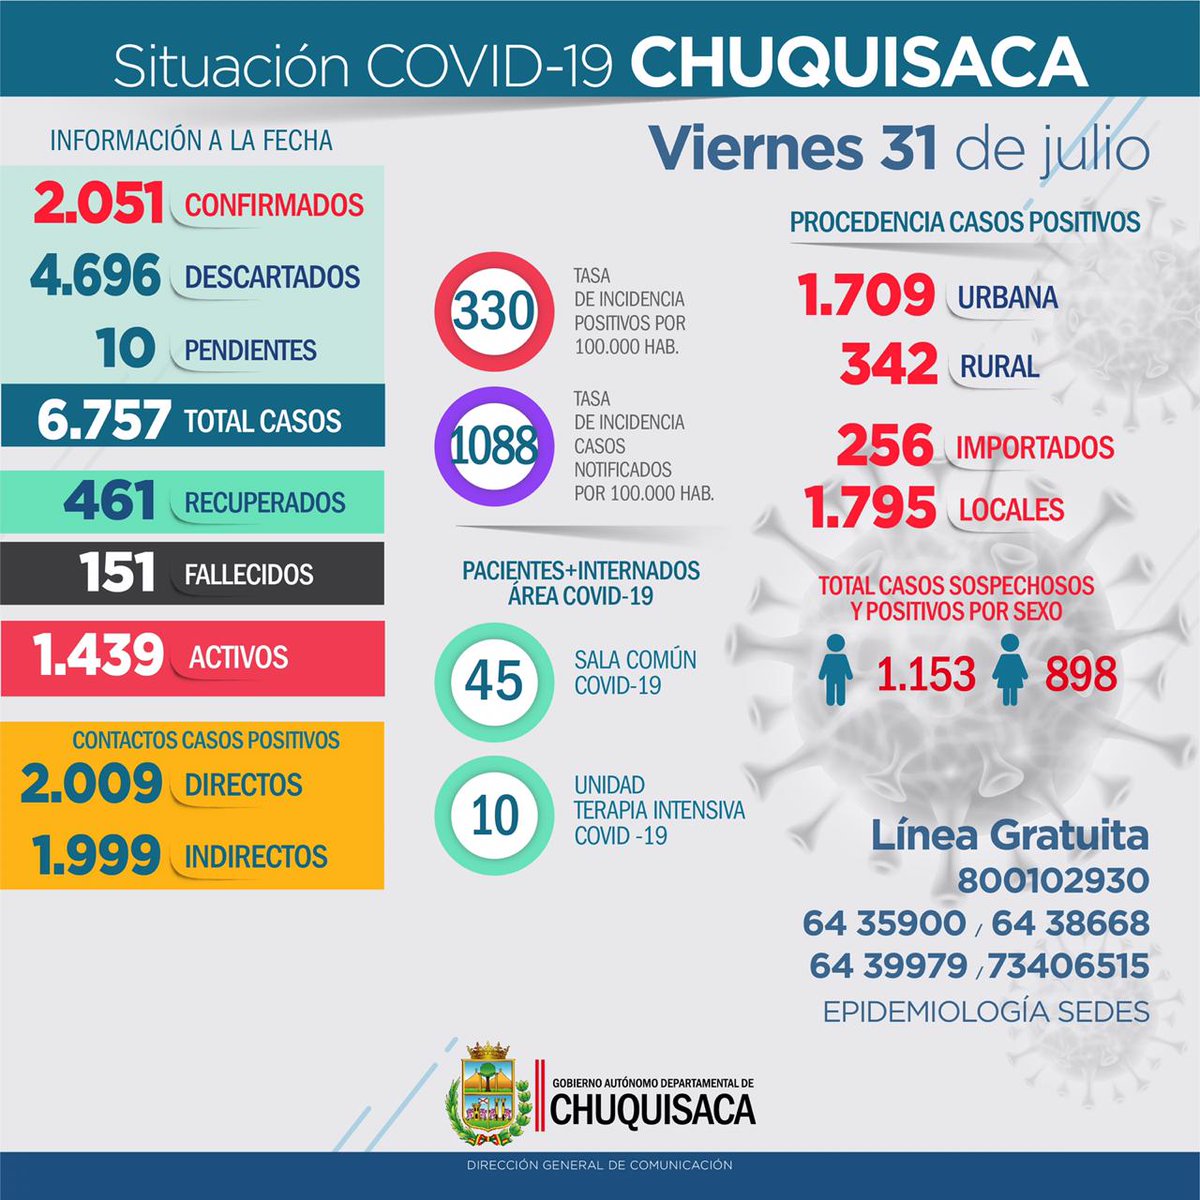 Situación COVID-19 CHUQUISACA
INFORMACIÓN A LA FECHA
2.051 CONFIRMADOS
4.696 DESCARTADOS
10 PENDIENTES
6.757 TOTAL CASOS
461 RECUPERADOS
151 FALLECIDOS
1.439 ACTIVOS
CONTACTOS CASOS POSITIVOS
2.009 DIRECTOS
1.999 INDIRECTOS
330
TASA
DE INCIDENCIA
POSITIVOS POR
100.000 HAB.
1088
TASA
DE INCIDENCIA
CASOS
NOTIFICADOS
POR 100.000 HAB.
PACIENTES+INTERNADOS
ÁREA COVID-19
45
SALA COMÚN
COVID-19
10
UNIDAD
TERAPIA INTENSIVA
COVID -19
Viernes 31 de julio
PROCEDENCIA CASOS POSITIVOS
1.709 URBANA
342 RURAL
256 IMPORTADOS
1.795 LOCALES
TOTAL CASOS SOSPECHOSOS
Y POSITIVOS POR SEXO
1.153 898
Línea Gratuita
800102930
64 35900 / 64 38668
64 39979 / 73406515
EPIDEMIOLOGÍA SEDES
GOBIERNO AUTÓNOMO DEPARTAMENTAL DE
CHUQUISACA
DIRECCIÓN GENERAL DE COMUNICACIÓN